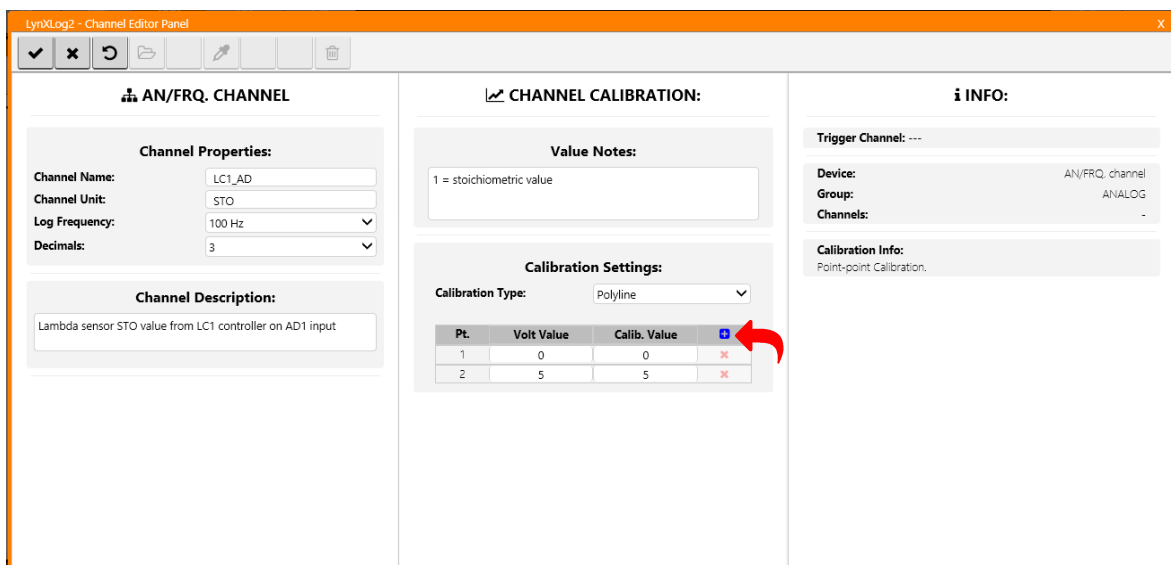 LynXLog2 - Channel Editor Panel
X
AN/FRQ. CHANNEL
Channel Properties:
Channel Name: LC1_AD
Channel Unit: STO
Log Frequency: 100 Hz
Decimals: 3
Channel Description:
Lambda sensor STO value from LC1 controller on AD1 input
CHANNEL CALIBRATION:
Value Notes:
1 = stoichiometric value
Calibration Settings:
Calibration Type: Polyline
Pt. Volt Value Calib. Value
1 0 0
2 5 5
INFO:
Trigger Channel: ---
Device: AN/FRQ. channel
Group: ANALOG
Channels: -
Calibration Info:
Point-point Calibration.